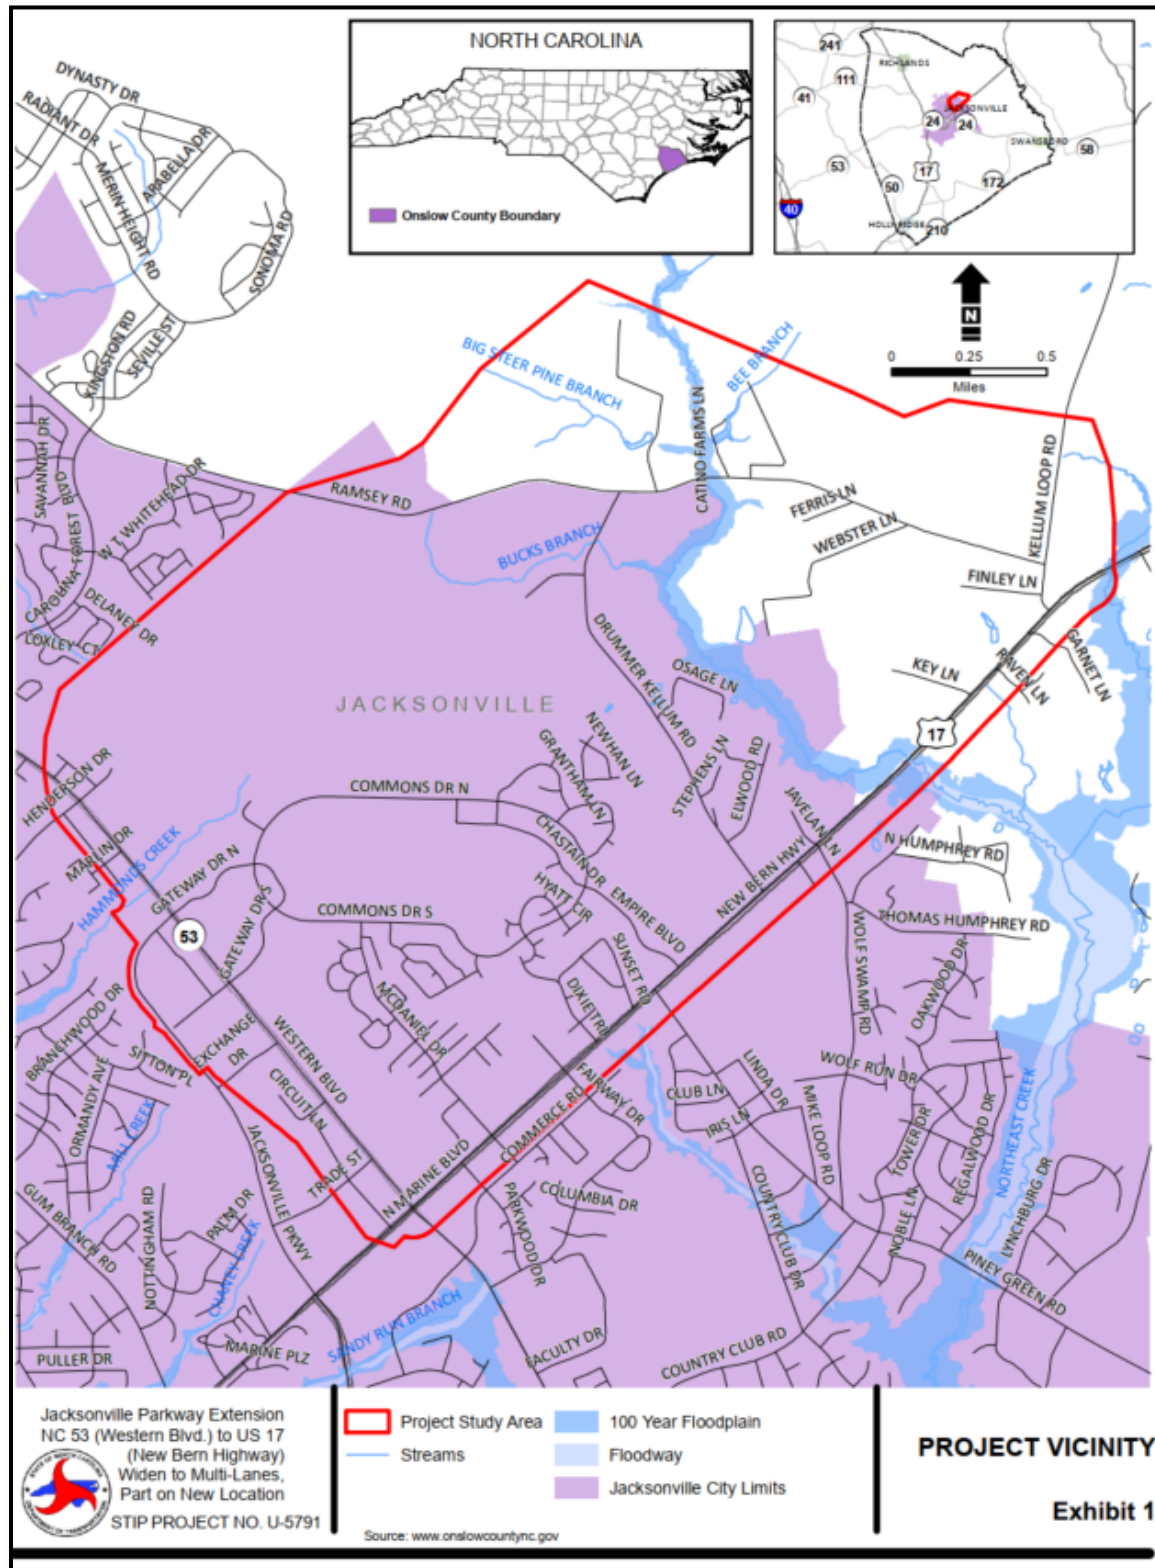 NORTH CAROLINA
Onslow County Boundary
241
RICHLANDS
111
41
JACKSONVILLE
24
24
SWANSBORO
58
53
17
50
172
40
HOLLY RIDGE
210
N
0 0.25 0.5
Miles
DYNASTY DR
RADIANT DR
ARABELLA DR
MERIN HEIGHT RD
SONOMA RD
KINGSTON RD
SEVILLE ST
BIG STEER PINE BRANCH
BEE BRANCH
CATINO FARMS LN
KELLUM LOOP RD
SAVANNAH DR
W T WHITEHEAD DR
RAMSEY RD
FERRIS LN
WEBSTER LN
BUCKS BRANCH
FINLEY LN
CAROLINA FOREST BLVD
DELANEY DR
LOXLEY CT
DRUMMER KELLUM RD
OSAGE LN
KEY LN
RAVEN LN
GARNET LN
JACKSONVILLE
17
NEWHAN LN
GRANTHAM LN
STEPHENS LN
ELWOOD RD
HENDERSON DR
COMMONS DR N
JAVELAN LN
MARLIN DR
HAMMONDS CREEK
CHASTAIN DR
N HUMPHREY RD
GATEWAY DR N
HYATT CIR
EMPIRE BLVD
NEW BERN HWY
GATEWAY DR S
COMMONS DR S
THOMAS HUMPHREY RD
53
SUNSET RD
WOLF SWAMP RD
OAKWOOD DR
BRANCHWOOD DR
MCDANIEL DR
DIXIE TRL
EXCHANGE
DR
WESTERN BLVD
SITTON PL
ORMANDY AVE
MILL CREEK
CIRCUIT LN
FAIRWAY DR
COMMERCE RD
CLUB LN
LINDA DR
IRIS LN
WOLF RUN DR
MIKE LOOP RD
TOWER DR
REGALWOOD DR
NORTHEAST CREEK
JACKSONVILLE PKWY
TRADE ST
N MARINE BLVD
COLUMBIA DR
PARKWOOD DR
COUNTRY CLUB DR
NOBLE LN
LYNCHBURG DR
GUM BRANCH RD
NOTTINGHAM RD
PALM DR
CHANEY CREEK
PINEY GREEN RD
SANDY RUN BRANCH
MARINE PLZ
PULLER DR
FACULTY DR
COUNTRY CLUB RD
Jacksonville Parkway Extension
NC 53 (Western Blvd.) to US 17
(New Bern Highway)
Widen to Multi-Lanes,
Part on New Location
STIP PROJECT NO. U-5791
STATE OF NORTH CAROLINA
DEPARTMENT OF TRANSPORTATION
Project Study Area
Streams
100 Year Floodplain
Floodway
Jacksonville City Limits
Source: www.onslowcountync.gov
PROJECT VICINITY
Exhibit 1